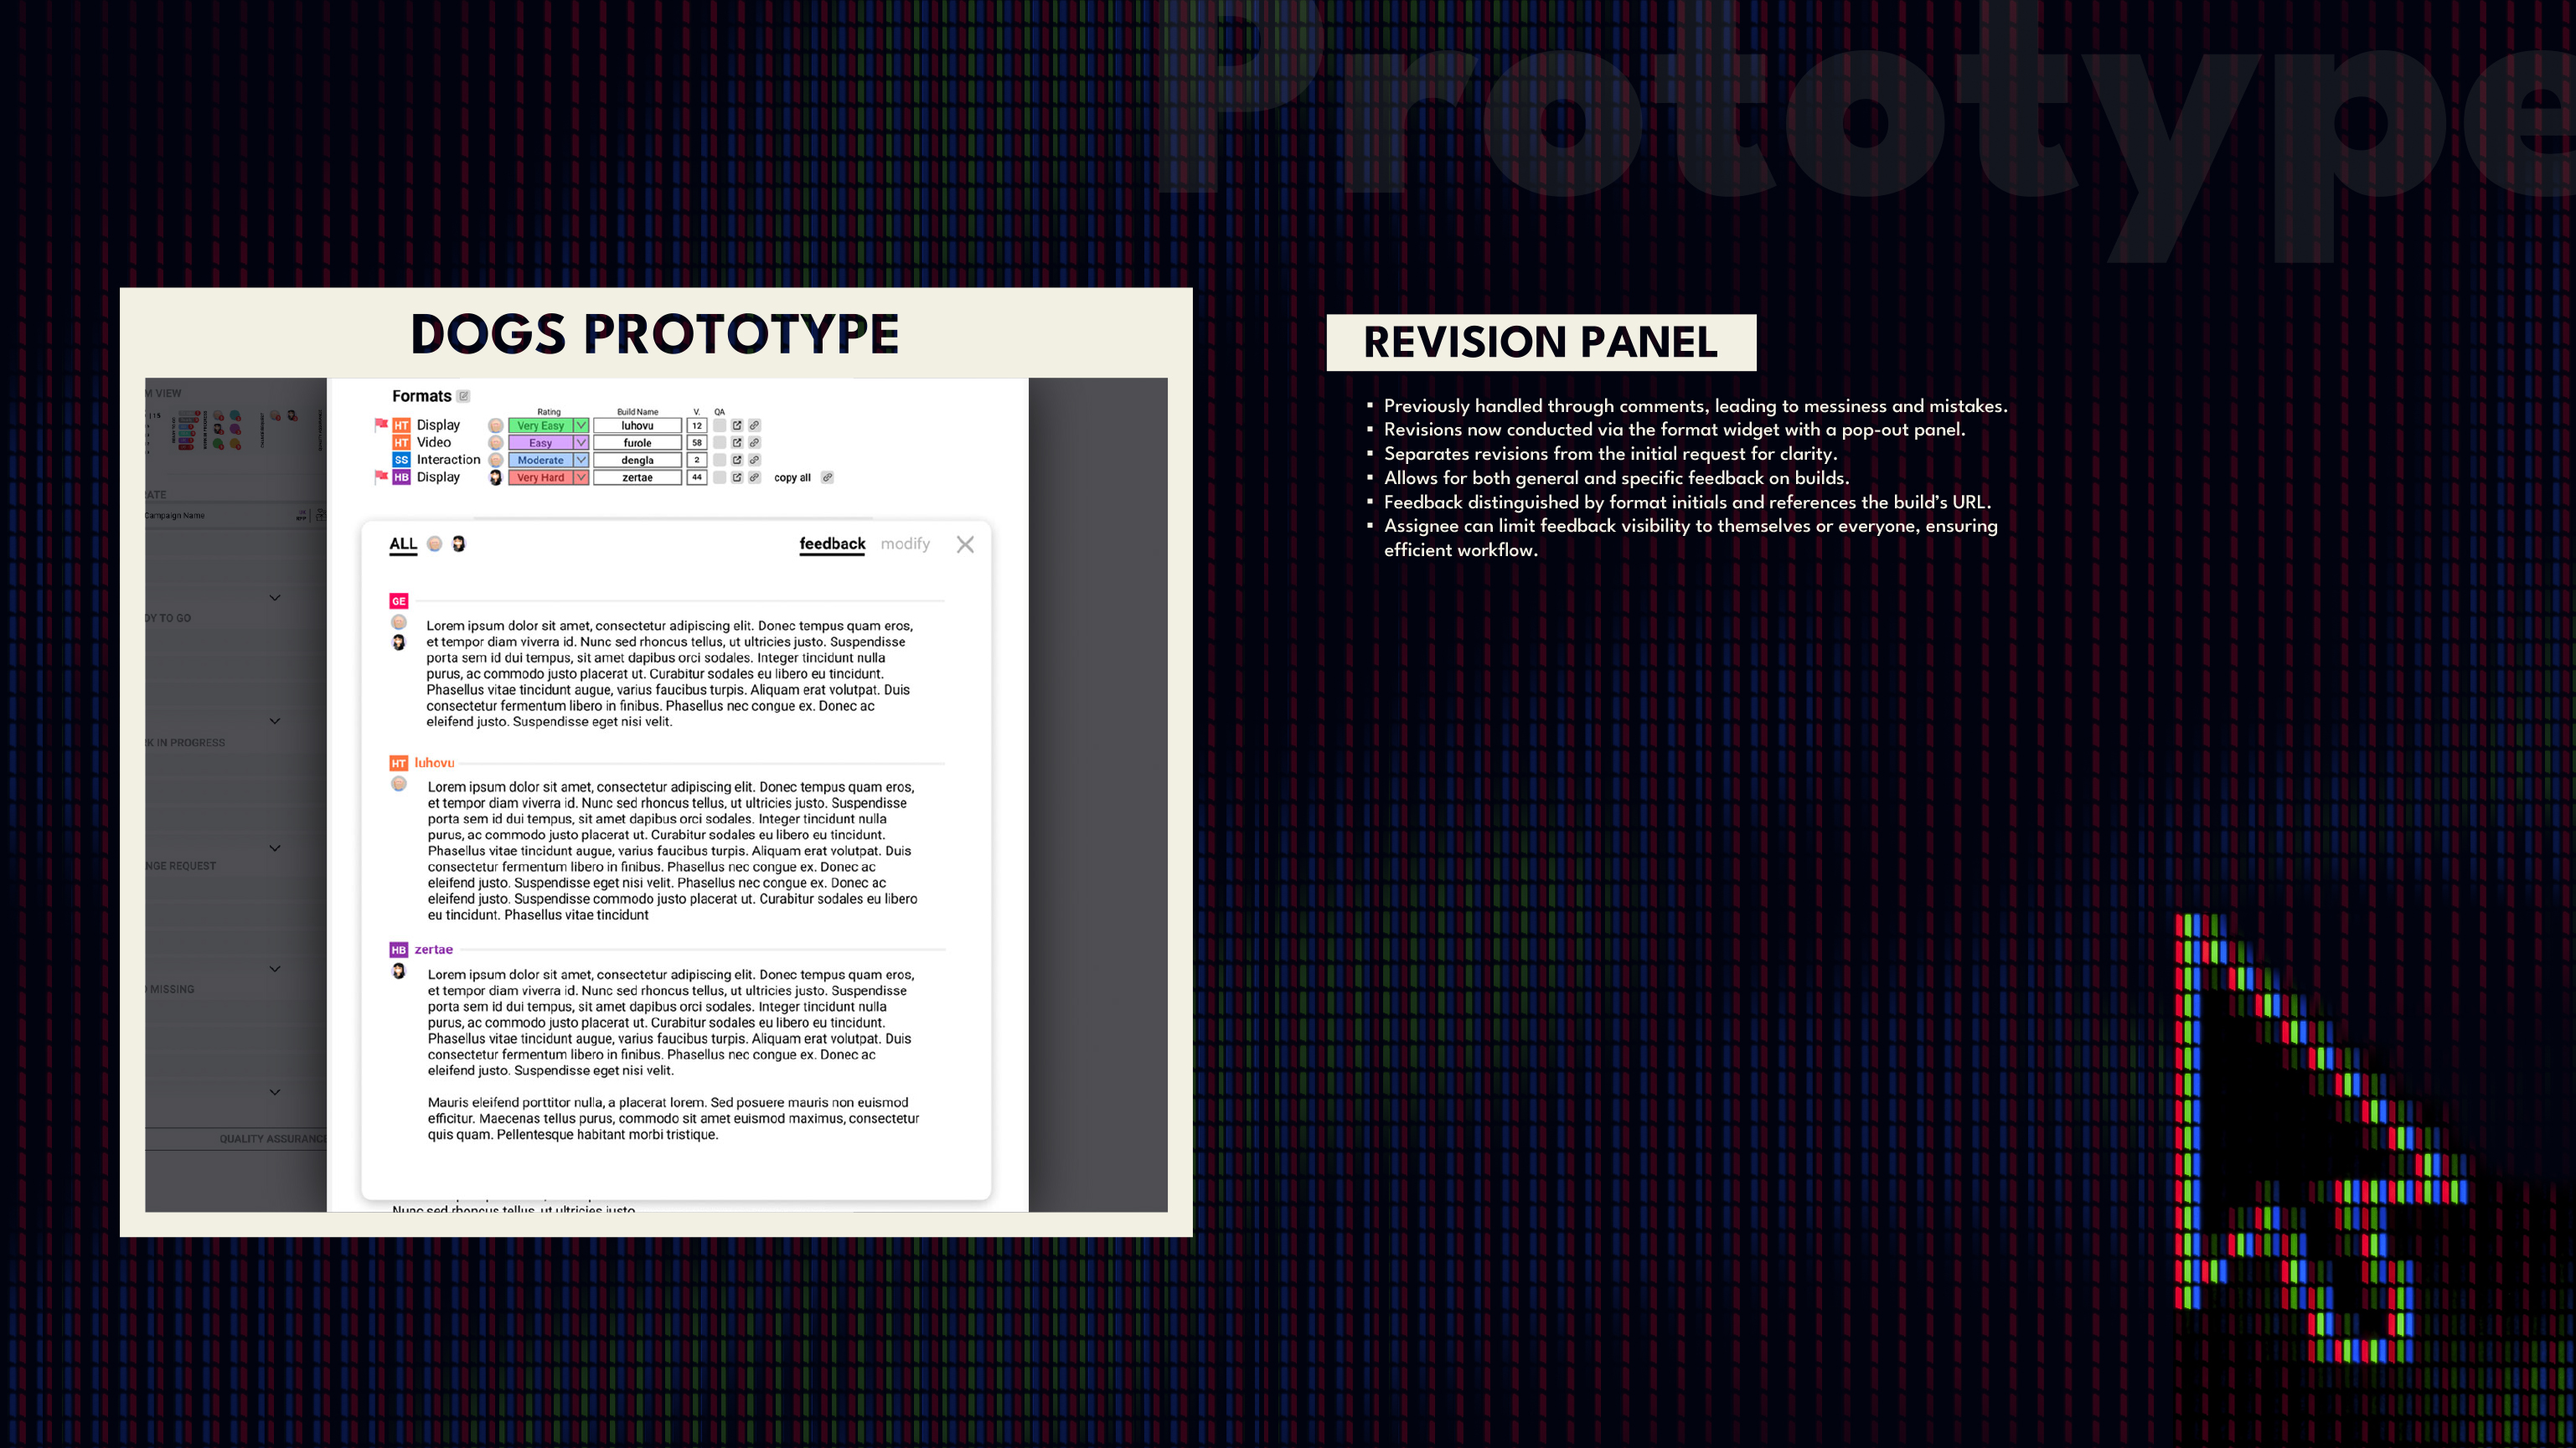 Prototype
DOGS PROTOTYPE
M VIEW
Formats
Rating Build Name V. QA
HT Display Very Easy luhovu 12
HT Video Easy furole 58
SS Interaction Moderate dengla 2
HB Display Very Hard zertae 44 copy all
Campaign Name
DY TO GO
K IN PROGRESS
NGE REQUEST
MISSING
QUALITY ASSURANC
ALL feedback modify
GE
Lorem ipsum dolor sit amet, consectetur adipiscing elit. Donec tempus quam eros,
et tempor diam viverra id. Nunc sed rhoncus tellus, ut ultricies justo. Suspendisse
porta sem id dui tempus, sit amet dapibus orci sodales. Integer tincidunt nulla
purus, ac commodo justo placerat ut. Curabitur sodales eu libero eu tincidunt.
Phasellus vitae tincidunt augue, varius faucibus turpis. Aliquam erat volutpat. Duis
consectetur fermentum libero in finibus. Phasellus nec congue ex. Donec ac
eleifend justo. Suspendisse eget nisi velit.
HT luhovu
Lorem ipsum dolor sit amet, consectetur adipiscing elit. Donec tempus quam eros,
et tempor diam viverra id. Nunc sed rhoncus tellus, ut ultricies justo. Suspendisse
porta sem id dui tempus, sit amet dapibus orci sodales. Integer tincidunt nulla
purus, ac commodo justo placerat ut. Curabitur sodales eu libero eu tincidunt.
Phasellus vitae tincidunt augue, varius faucibus turpis. Aliquam erat volutpat. Duis
consectetur fermentum libero in finibus. Phasellus nec congue ex. Donec ac
eleifend justo. Suspendisse eget nisi velit. Phasellus nec congue ex. Donec ac
eleifend justo. Suspendisse commodo justo placerat ut. Curabitur sodales eu libero
eu tincidunt. Phasellus vitae tincidunt
HB zertae
Lorem ipsum dolor sit amet, consectetur adipiscing elit. Donec tempus quam eros,
et tempor diam viverra id. Nunc sed rhoncus tellus, ut ultricies justo. Suspendisse
porta sem id dui tempus, sit amet dapibus orci sodales. Integer tincidunt nulla
purus, ac commodo justo placerat ut. Curabitur sodales eu libero eu tincidunt.
Phasellus vitae tincidunt augue, varius faucibus turpis. Aliquam erat volutpat. Duis
consectetur fermentum libero in finibus. Phasellus nec congue ex. Donec ac
eleifend justo. Suspendisse eget nisi velit.
Mauris eleifend porttitor nulla, a placerat lorem. Sed posuere mauris non euismod
efficitur. Maecenas tellus purus, commodo sit amet euismod maximus, consectetur
quis quam. Pellentesque habitant morbi tristique.
Nunc sed rhoncus tellus, ut ultricies justo
REVISION PANEL
▪ Previously handled through comments, leading to messiness and mistakes.
▪ Revisions now conducted via the format widget with a pop-out panel.
▪ Separates revisions from the initial request for clarity.
▪ Allows for both general and specific feedback on builds.
▪ Feedback distinguished by format initials and references the build’s URL.
▪ Assignee can limit feedback visibility to themselves or everyone, ensuring
efficient workflow.